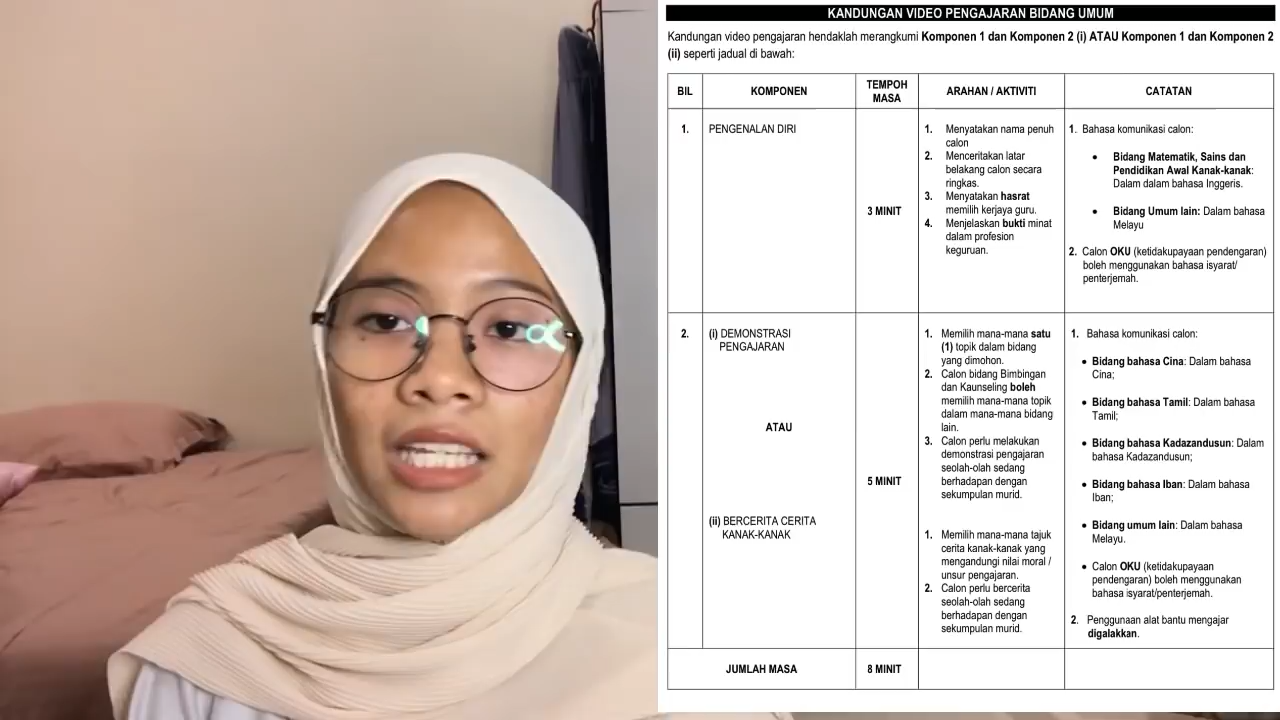 KANDUNGAN VIDEO PENGAJARAN BIDANG UMUM
Kandungan video pengajaran hendaklah merangkumi Komponen 1 dan Komponen 2 (i) ATAU Komponen 1 dan Komponen 2
(ii) seperti jadual di bawah:
BIL
KOMPONEN
TEMPOH
MASA
ARAHAN / AKTIVITI
CATATAN
1.
PENGENALAN DIRI
3 MINIT
1. Menyatakan nama penuh
calon
2. Menceritakan latar
belakang calon secara
ringkas.
3. Menyatakan hasrat
memilih kerjaya guru.
4. Menjelaskan bukti minat
dalam profesion
keguruan.
1. Bahasa komunikasi calon:
• Bidang Matematik, Sains dan
Pendidikan Awal Kanak-kanak:
Dalam dalam bahasa Inggeris.
• Bidang Umum lain: Dalam bahasa
Melayu
2. Calon OKU (ketidakupayaan pendengaran)
boleh menggunakan bahasa isyarat/
penterjemah.
2.
(i) DEMONSTRASI
PENGAJARAN
ATAU
(ii) BERCERITA CERITA
KANAK-KANAK
5 MINIT
1. Memilih mana-mana satu
(1) topik dalam bidang
yang dimohon.
2. Calon bidang Bimbingan
dan Kaunseling boleh
memilih mana-mana topik
dalam mana-mana bidang
lain.
3. Calon perlu melakukan
demonstrasi pengajaran
seolah-olah sedang
berhadapan dengan
sekumpulan murid.
1. Memilih mana-mana tajuk
cerita kanak-kanak yang
mengandungi nilai moral /
unsur pengajaran.
2. Calon perlu bercerita
seolah-olah sedang
berhadapan dengan
sekumpulan murid.
1. Bahasa komunikasi calon:
• Bidang bahasa Cina: Dalam bahasa
Cina;
• Bidang bahasa Tamil: Dalam bahasa
Tamil;
• Bidang bahasa Kadazandusun: Dalam
bahasa Kadazandusun;
• Bidang bahasa Iban: Dalam bahasa
Iban;
• Bidang umum lain: Dalam bahasa
Melayu.
• Calon OKU (ketidakupayaan
pendengaran) boleh menggunakan
bahasa isyarat/penterjemah.
2. Penggunaan alat bantu mengajar
digalakkan.
JUMLAH MASA
8 MINIT